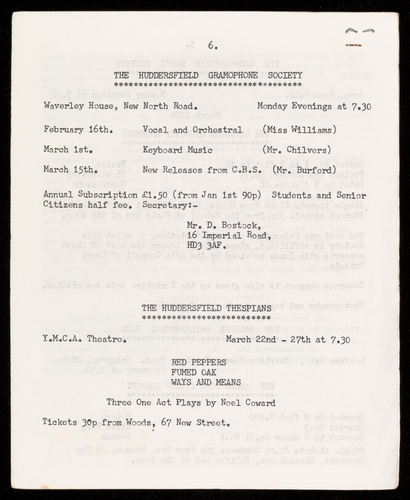 6.
THE HUDDERSFIELD GRAMOPHONE SOCIETY
*********************************
Waverley House, New North Road. Monday Evenings at 7.30
February 16th. Vocal and Orchestral (Miss Williams)
March 1st. Keyboard Music (Mr. Chilvers)
March 15th. New Releases from C.B.S. (Mr. Burford)
Annual Subscription £1.50 (from Jan 1st 90p) Students and Senior
Citizens half fee. Secretary:-
Mr. D. Bostock,
16 Imperial Road,
HD3 3AF.
THE HUDDERSFIELD THESPIANS
*************************
Y.M.C.A. Theatre. March 22nd - 27th at 7.30
RED PEPPERS
FUMED OAK
WAYS AND MEANS
Three One Act Plays by Noel Coward
Tickets 30p from Woods, 67 New Street.